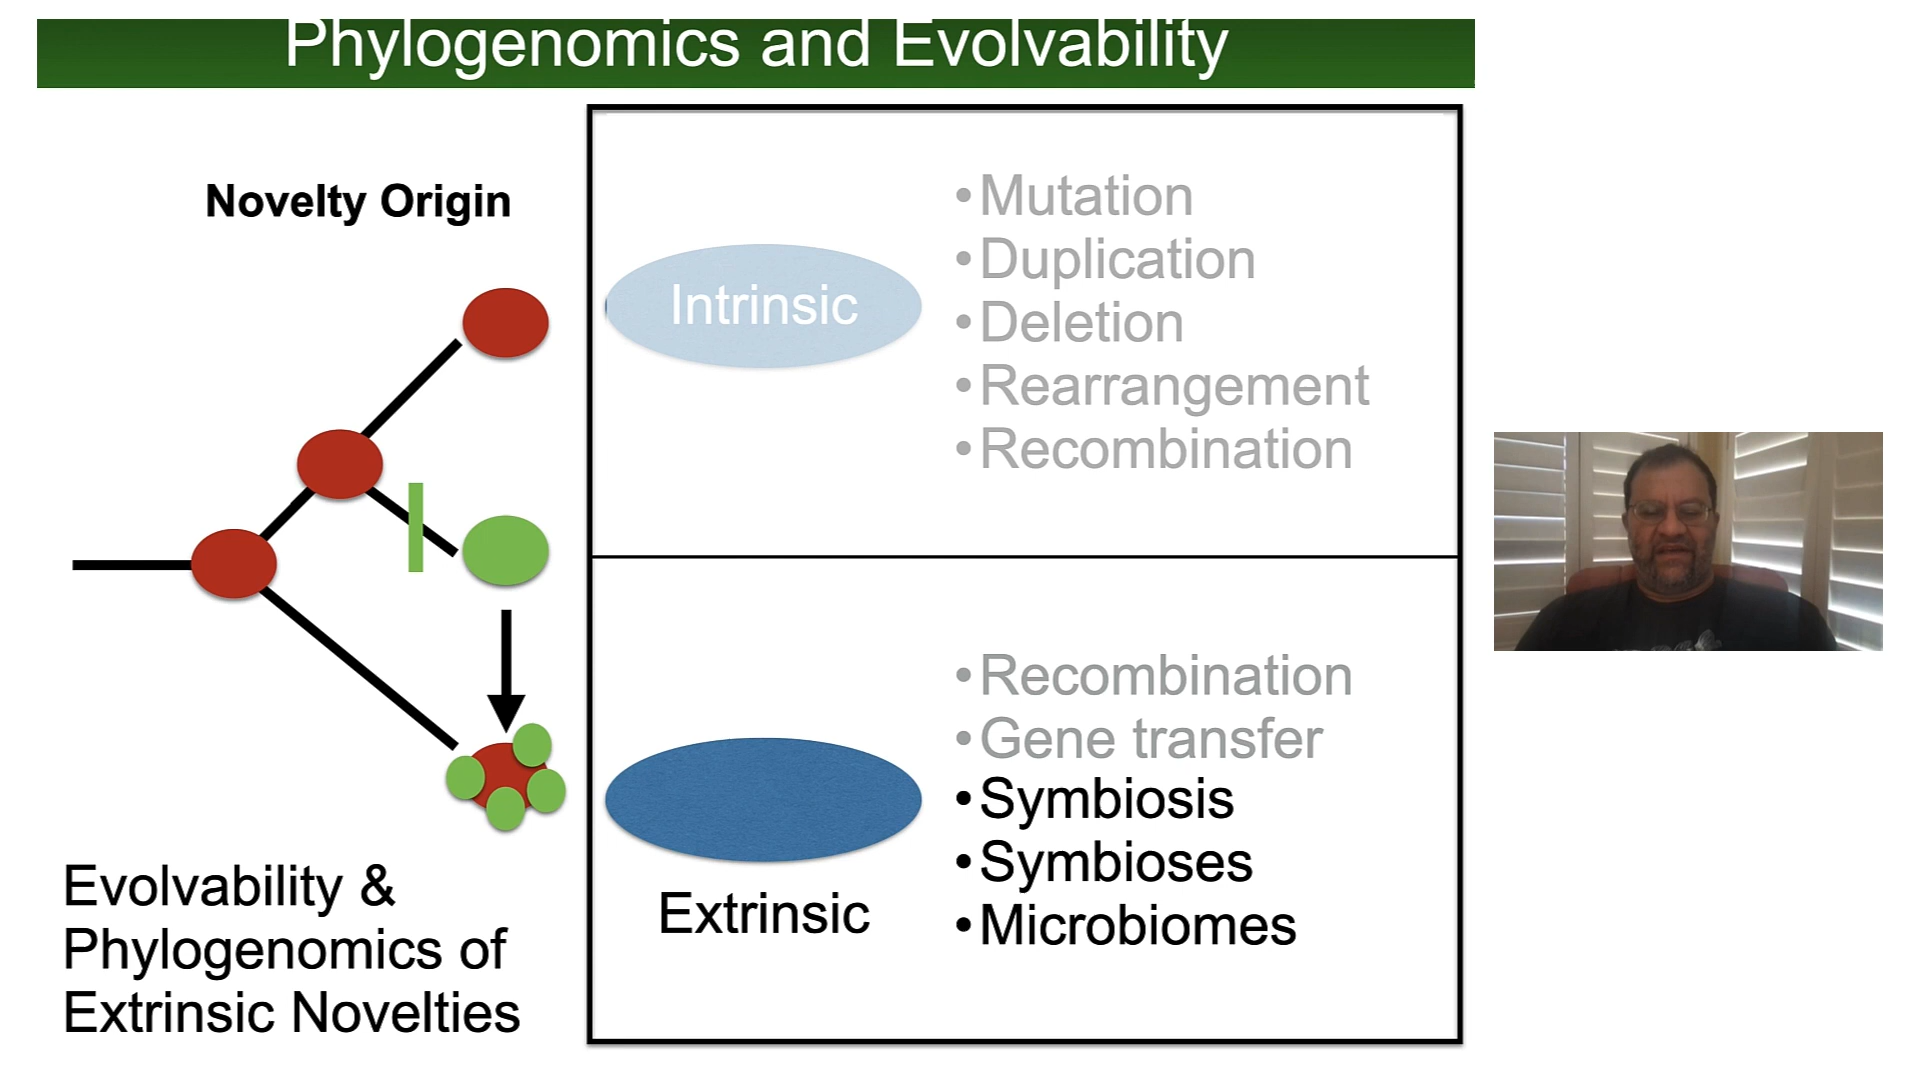 Phylogenomics and Evolvability
Novelty Origin
Intrinsic
•Mutation
•Duplication
•Deletion
•Rearrangement
•Recombination
•Recombination
•Gene transfer
•Symbiosis
•Symbioses
•Microbiomes
Extrinsic
Evolvability &
Phylogenomics of
Extrinsic Novelties